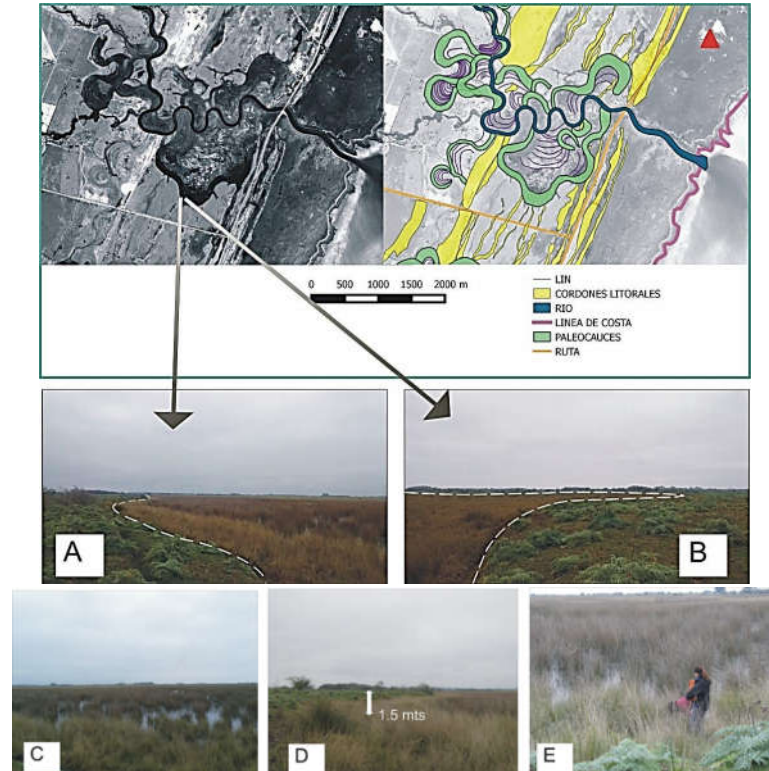 0 500 1000 1500 2000 m
LIN
CORDONES LITORALES
RIO
LINEA DE COSTA
PALEOCAUCES
RUTA
A
B
C
D
1.5 mts
E